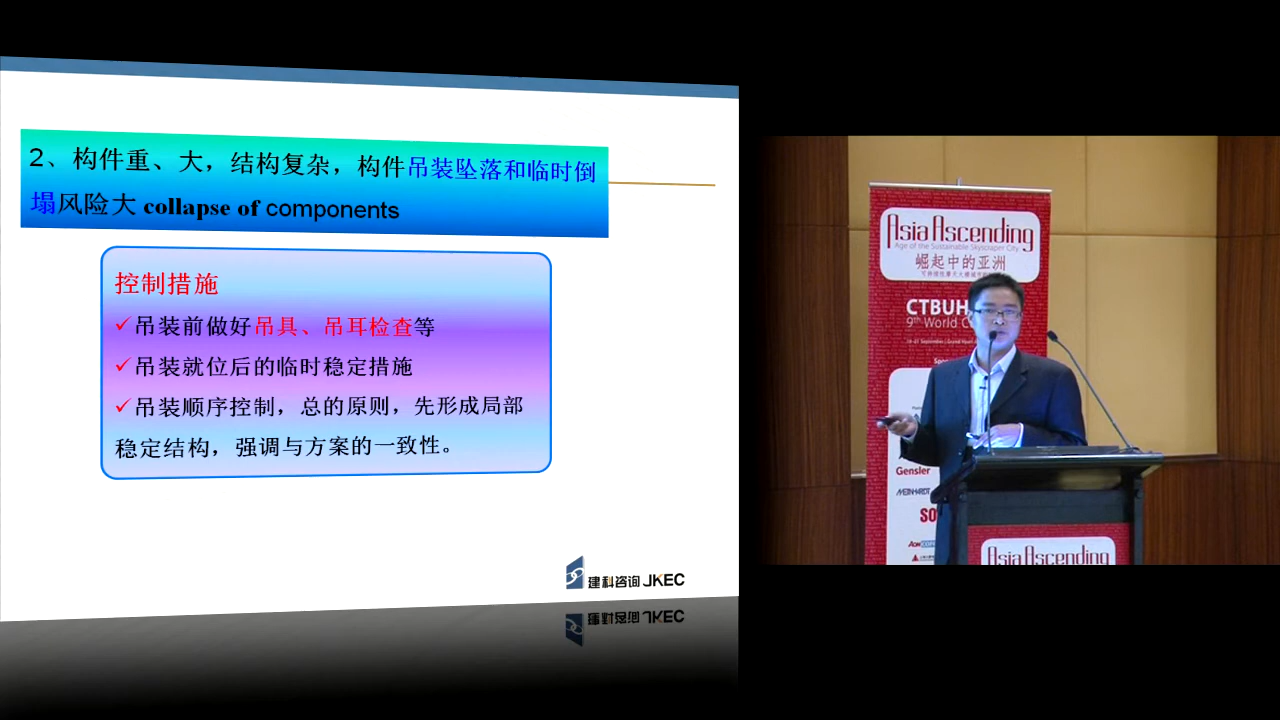 2、构件重、大，结构复杂，构件吊装坠落和临时倒
塌风险大 collapse of components
控制措施
✓吊装前做好吊具、吊耳检查等
✓吊装就位后的临时稳定措施
✓吊装顺序控制，总的原则，先形成局部
稳定结构，强调与方案的一致性。
建科咨询 JKEC
Asia Ascending
Age of the Sustainable Skyscraper City
崛起中的亚洲
CTBUH
9th World
Gensler
MEINHARDT
Asia Ascending